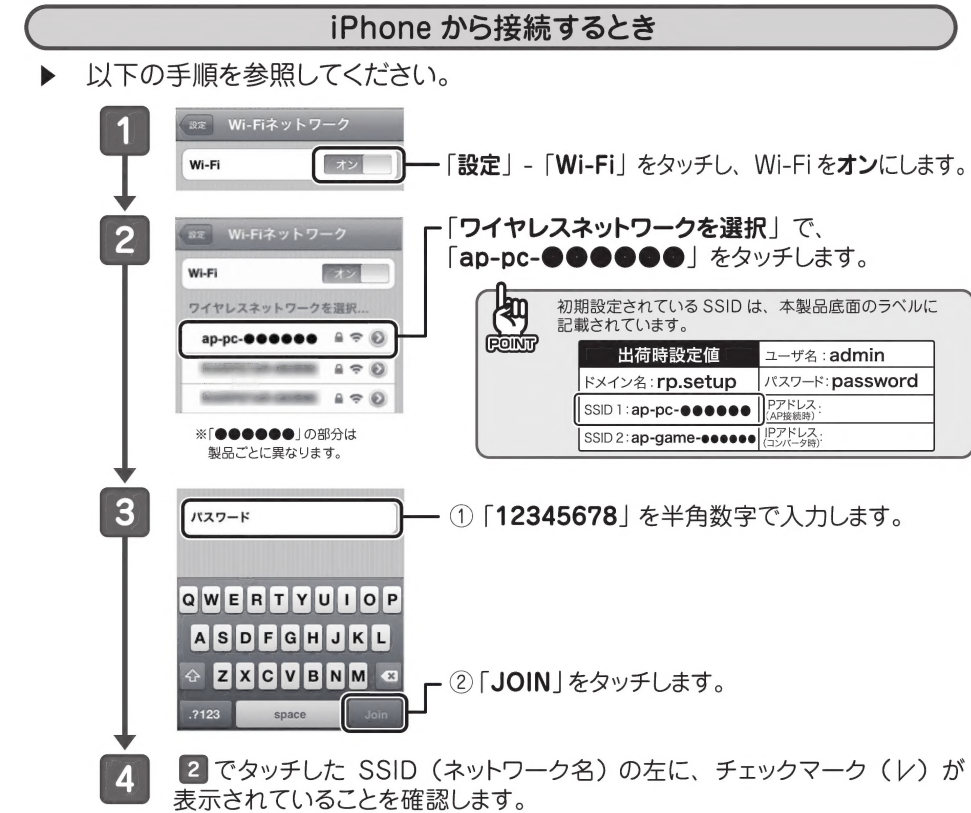 iPhone から接続するとき
▶ 以下の手順を参照してください。
1
設定 Wi-Fiネットワーク
Wi-Fi オン
「設定」-「Wi-Fi」をタッチし、Wi-Fiをオンにします。
2
設定 Wi-Fiネットワーク
Wi-Fi オン
ワイヤレスネットワークを選択...
ap-pc-●●●●●●
※「●●●●●●」の部分は
製品ごとに異なります。
「ワイヤレスネットワークを選択」で、
「ap-pc-●●●●●●」をタッチします。
POINT
初期設定されている SSID は、本製品底面のラベルに
記載されています。
出荷時設定値 ユーザ名:admin
ドメイン名:rp.setup パスワード:password
SSID 1:ap-pc-●●●●●● IPアドレス(AP接続時):
SSID 2:ap-game-●●●●●● IPアドレス(コンバータ時):
3
パスワード
①「12345678」を半角数字で入力します。
Q W E R T Y U I O P
A S D F G H J K L
Z X C V B N M
.?123 space Join
②「JOIN」をタッチします。
4
2 でタッチした SSID(ネットワーク名)の左に、チェックマーク(✓)が
表示されていることを確認します。